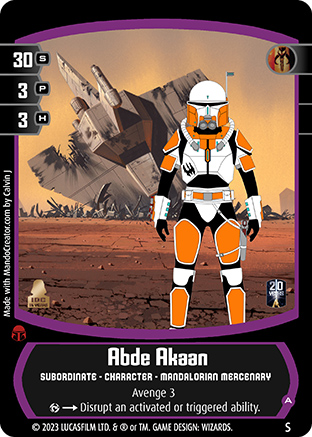 30 S
3 P
3 H
Made with MandoCreator.com by Calvin J
20
Abde Akaan
SUBORDINATE - CHARACTER - MANDALORIAN MERCENARY
Avenge 3
→ Disrupt an activated or triggered ability.
A
© 2023 LUCASFILM LTD. & ® or TM. GAME DESIGN: WIZARDS.
S